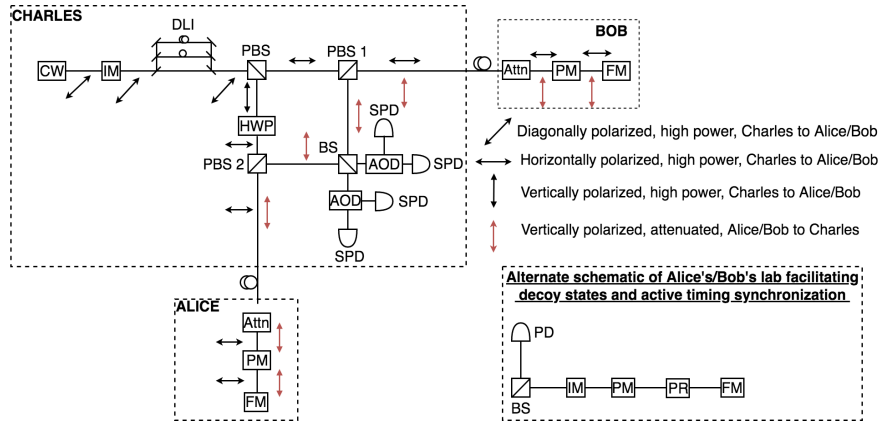 CHARLES
DLI
BOB
PBS
PBS 1
CW
IM
Attn
PM
FM
SPD
HWP
Diagonally polarized, high power, Charles to Alice/Bob
BS
PBS 2
AOD
SPD
Horizontally polarized, high power, Charles to Alice/Bob
AOD
SPD
Vertically polarized, high power, Charles to Alice/Bob
Vertically polarized, attenuated, Alice/Bob to Charles
SPD
Alternate schematic of Alice's/Bob's lab facilitating
decoy states and active timing synchronization
ALICE
Attn
PM
FM
PD
IM
PM
PR
FM
BS